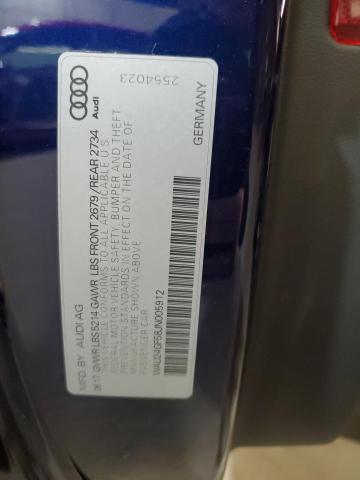 MFD. BY AUDI AG
06.17 GVWR LBS 5214 GAWR LBS FRONT 2679 / REAR 2734
THIS VEHICLE CONFORMS TO ALL APPLICABLE U S
FEDERAL MOTOR VEHICLE SAFETY, BUMPER AND THEFT
PREVENTION STANDARDS IN EFFECT ON THE DATE OF
MANUFACTURE SHOWN ABOVE
PASSENGER CAR
WAU24GF58JN005912
GERMANY
Audi
2554023